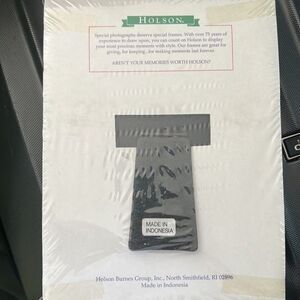 HOLSON.
Special photographs deserve special frames. With over 75 years of
experience to draw upon, you can count on Holson to display
your most precious moments with style. Our frames are great for
giving, for keeping...for making moments last forever.
AREN'T YOUR MEMORIES WORTH HOLSON?
MADE IN
INDONESIA
Holson Burnes Group, Inc., North Smithfield, RI 02896
Made in Indonesia